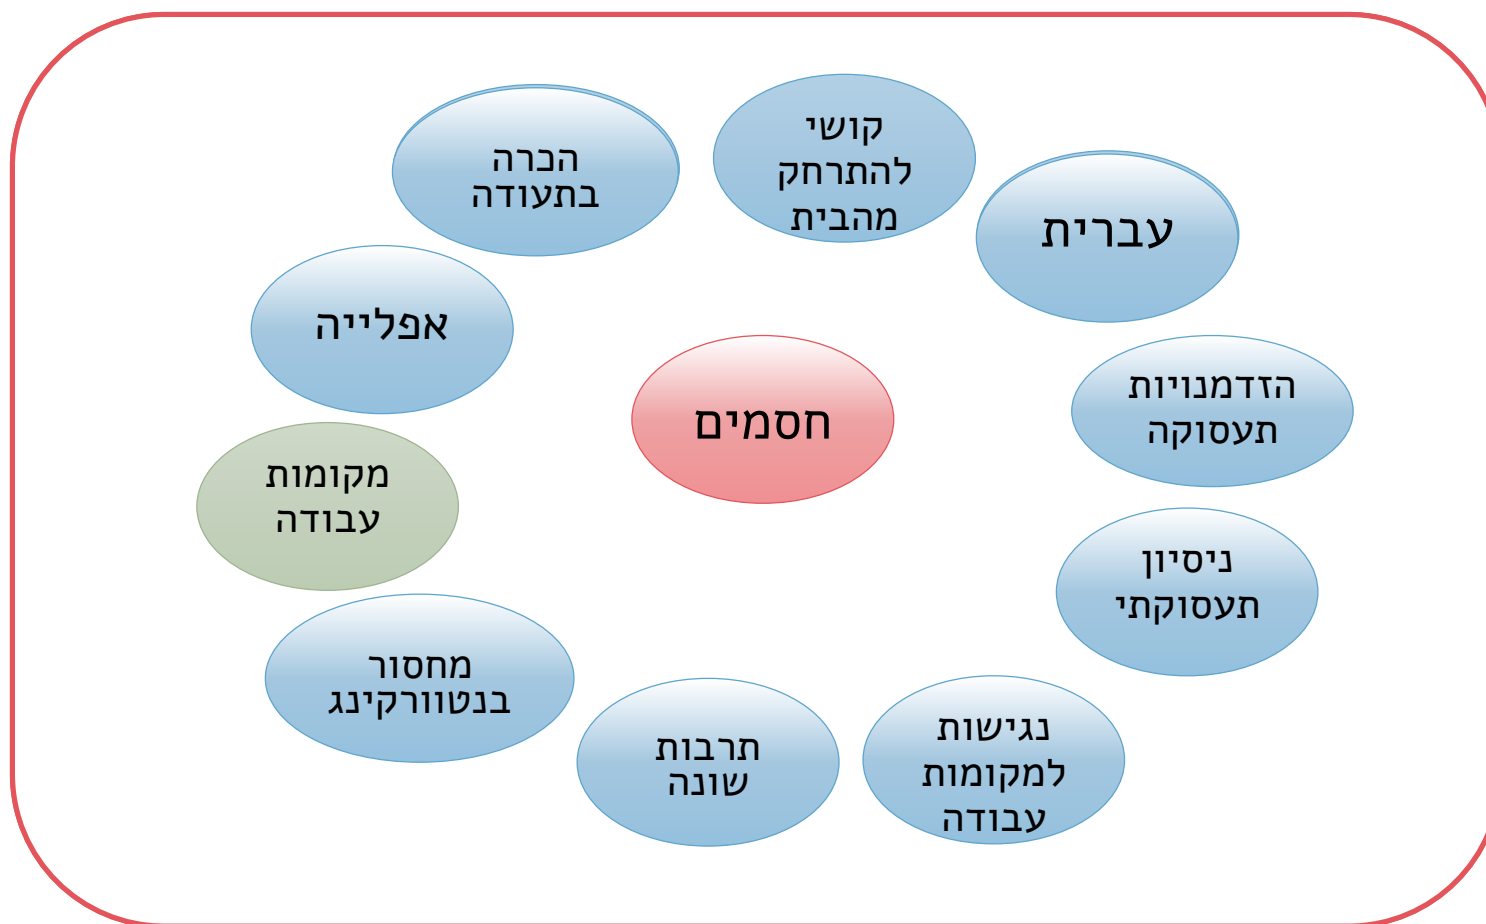 קושי
להתרחק
מהבית
הכרה
בתעודה
עברית
אפלייה
הזדמנויות
תעסוקה
חסמים
מקומות
עבודה
ניסיון
תעסוקתי
מחסור
בנטוורקינג
תרבות
שונה
נגישות
למקומות
עבודה